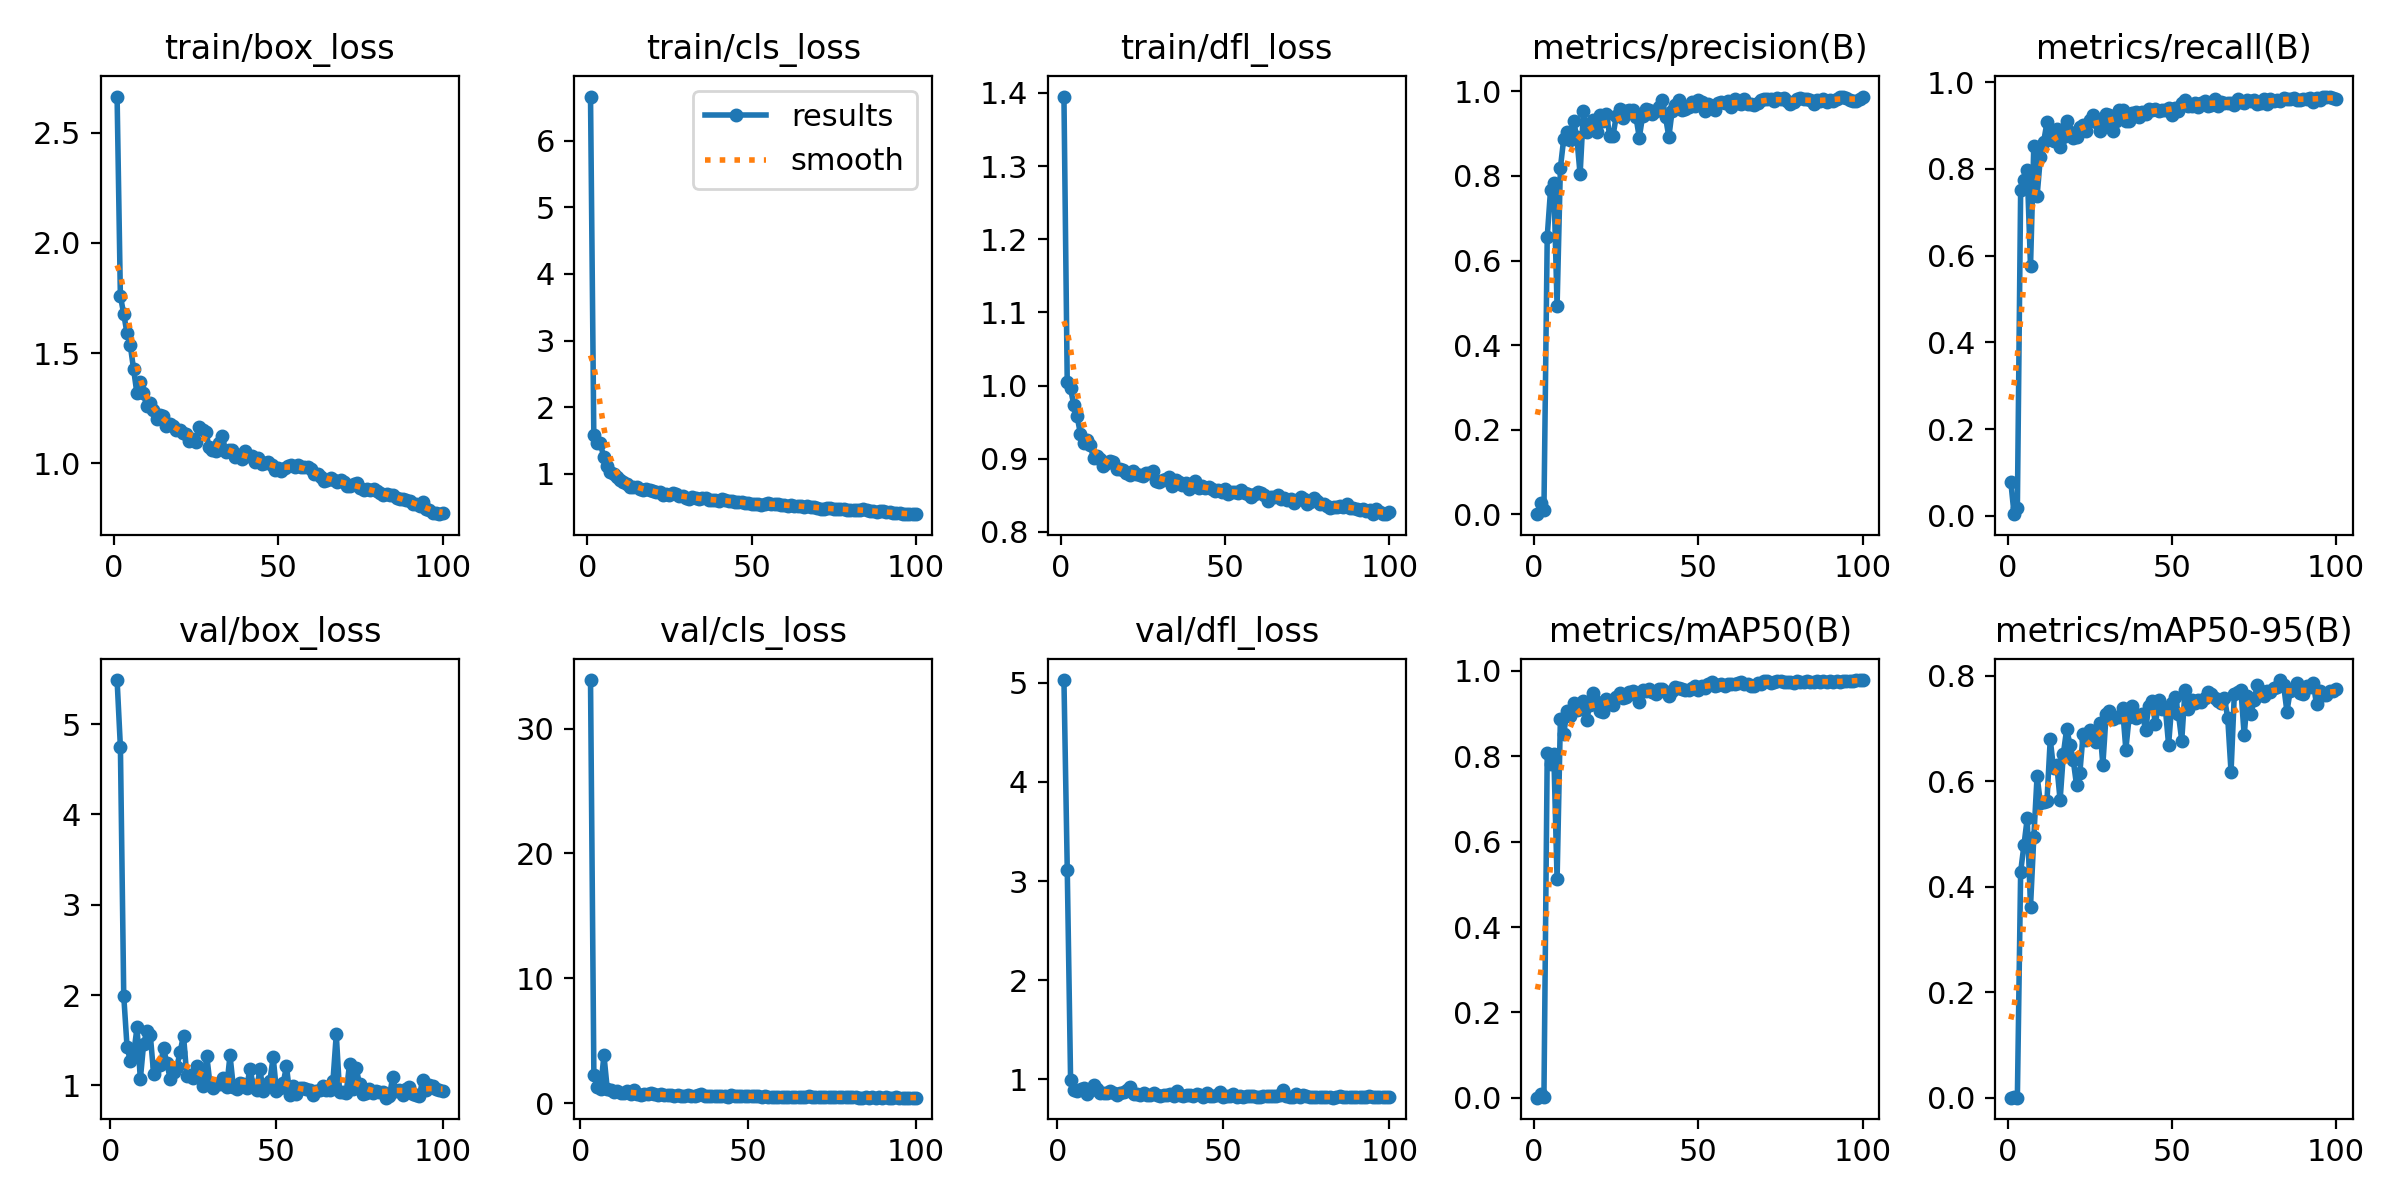 train/box_loss
2.5
2.0
1.5
1.0
0 50 100
train/cls_loss
results
smooth
6
5
4
3
2
1
0 50 100
train/dfl_loss
1.4
1.3
1.2
1.1
1.0
0.9
0.8
0 50 100
metrics/precision(B)
1.0
0.8
0.6
0.4
0.2
0.0
0 50 100
metrics/recall(B)
1.0
0.8
0.6
0.4
0.2
0.0
0 50 100
val/box_loss
5
4
3
2
1
0 50 100
val/cls_loss
30
20
10
0
0 50 100
val/dfl_loss
5
4
3
2
1
0 50 100
metrics/mAP50(B)
1.0
0.8
0.6
0.4
0.2
0.0
0 50 100
metrics/mAP50-95(B)
0.8
0.6
0.4
0.2
0.0
0 50 100